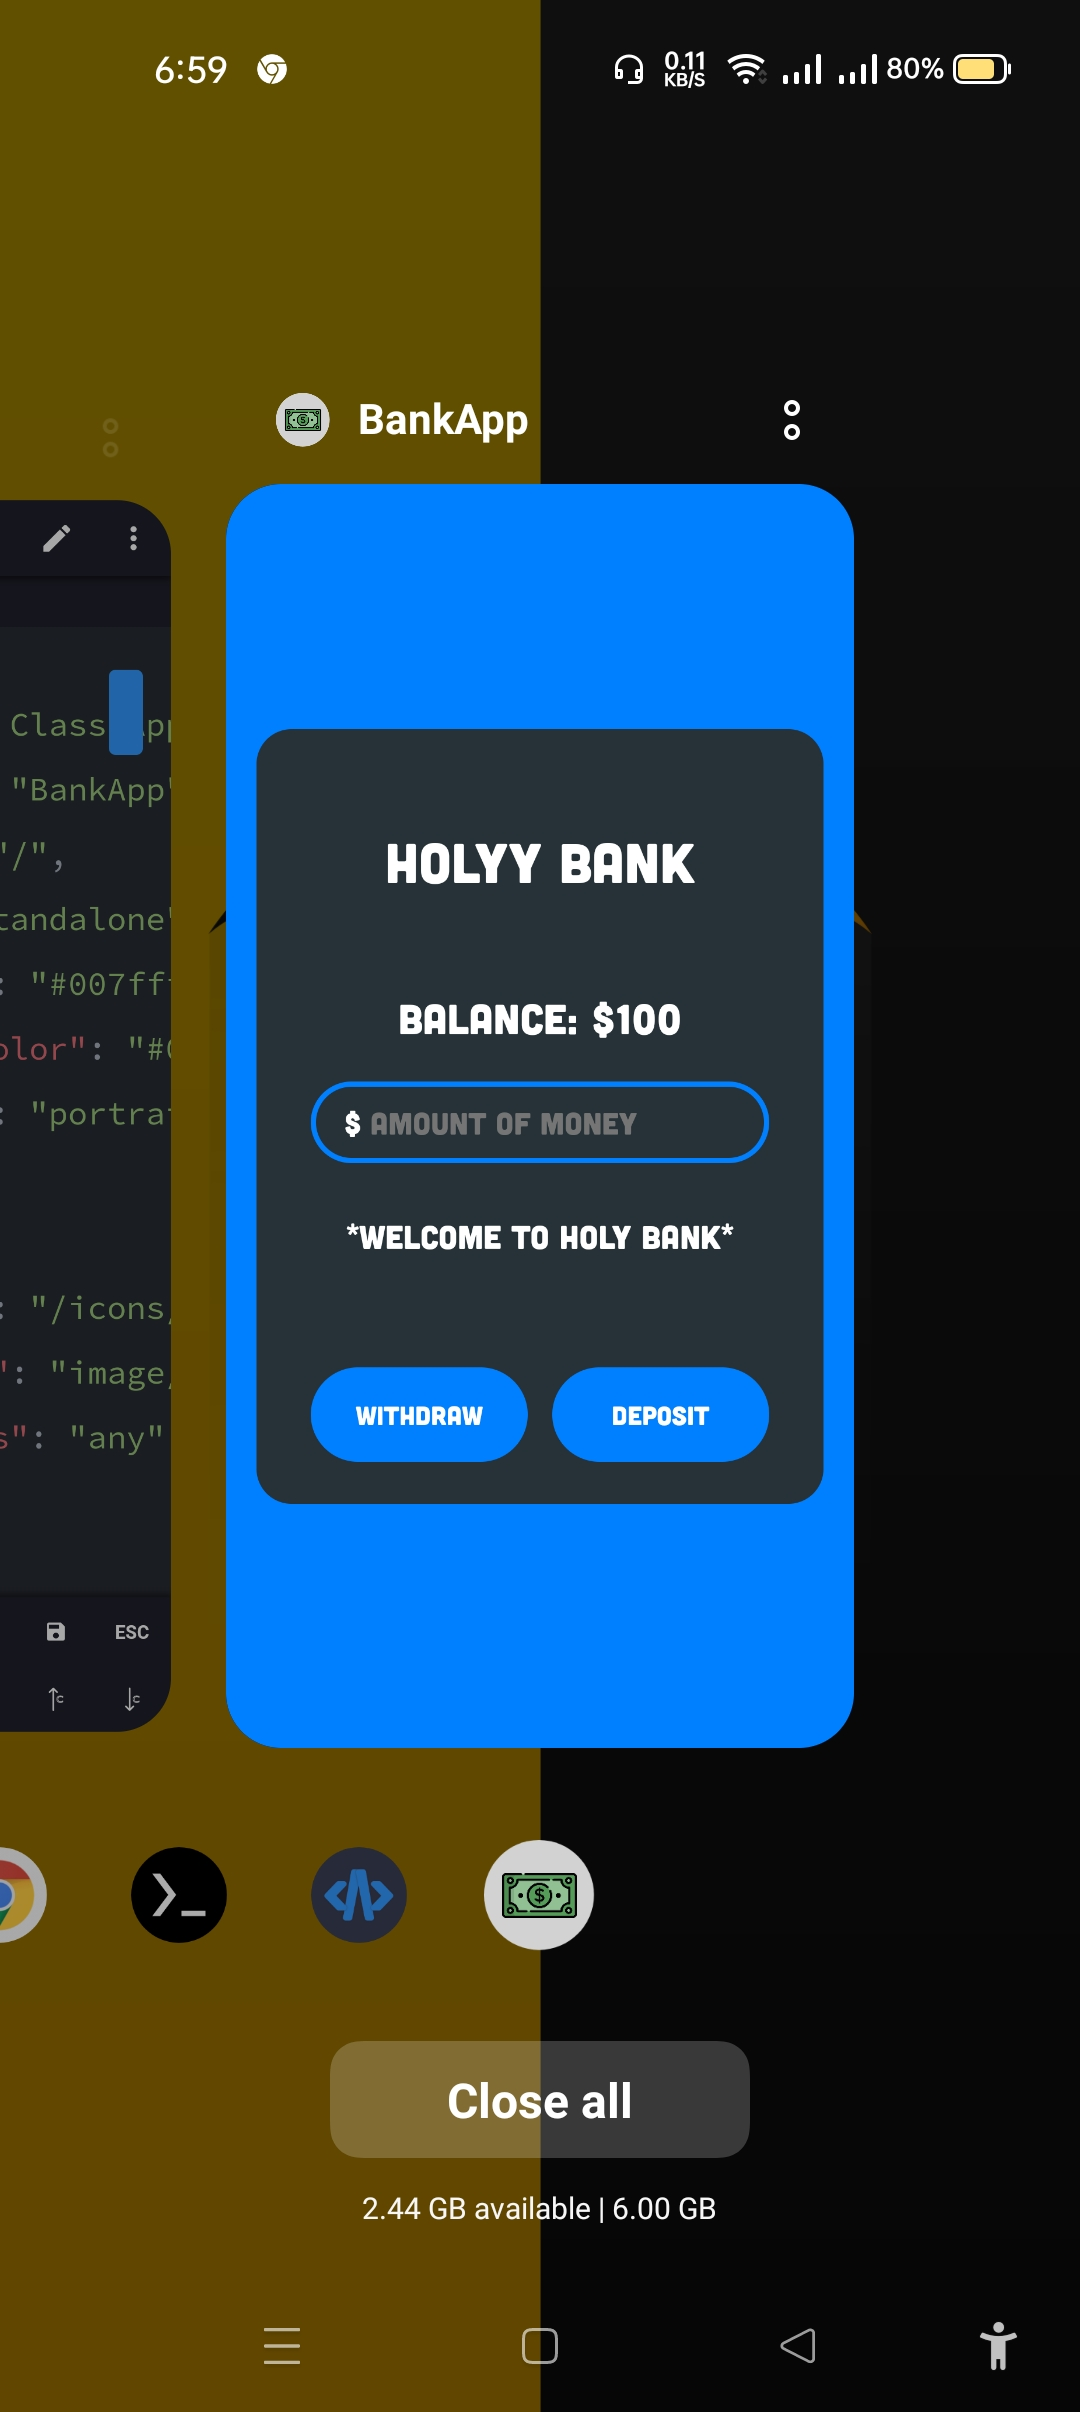 6:59
0.11
KB/S
80%
BankApp
Class
"BankApp"
"/",
tandalone"
: "#007fff
olor": "#0
: "portra
: "/icons/
": "image/
s": "any"
ESC
HOLYY BANK
BALANCE: $100
$ AMOUNT OF MONEY
*WELCOME TO HOLY BANK*
WITHDRAW
DEPOSIT
Close all
2.44 GB available | 6.00 GB